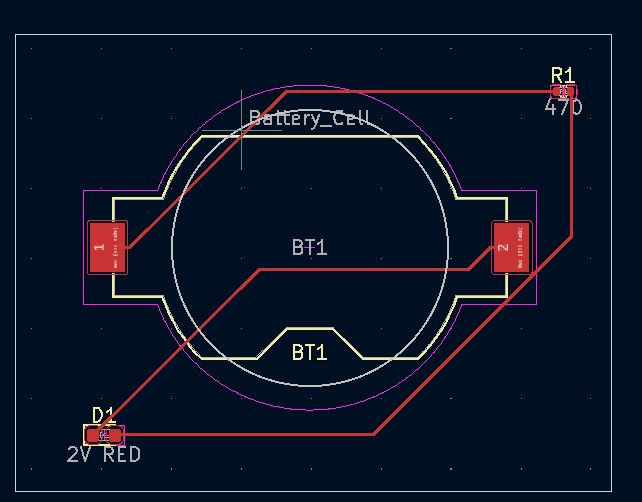 R1
470
Battery_Cell
1
BT1
2
BT1
D1
2V RED